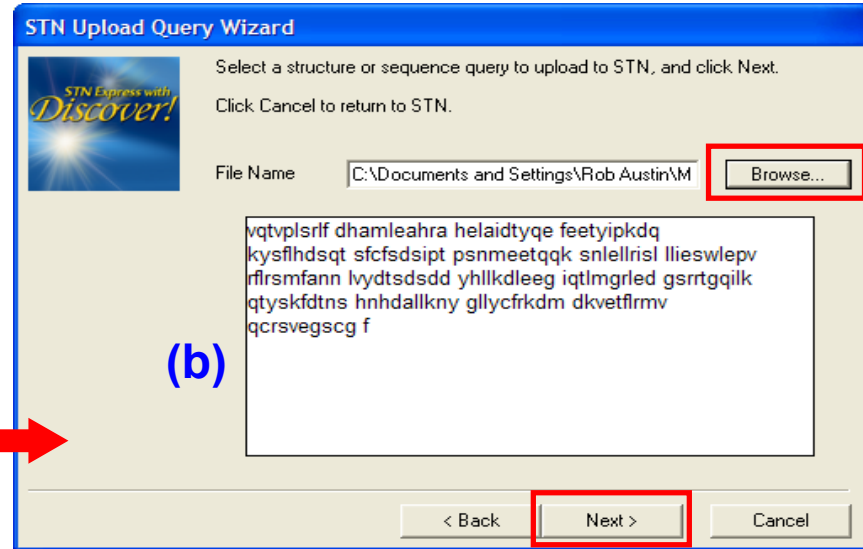 STN Upload Query Wizard
STN Express with
Discover!
Select a structure or sequence query to upload to STN, and click Next.
Click Cancel to return to STN.
File Name C:\Documents and Settings\Rob Austin\M Browse...
vqtvplsrlf dhamleahra helaidtyqe feetyipkdq
kysflhdsqt sfcfsdsipt psnmeetqqk snlellrisl llieswlepv
rflrsmfann lvydtsdsdd yhllkdleeg iqtlmgrled gsrrtgqilk
qtyskfdtns hnhdallkny gllycfrkdm dkvetflrmv
qcrsvegscg f
(b)
< Back Next > Cancel